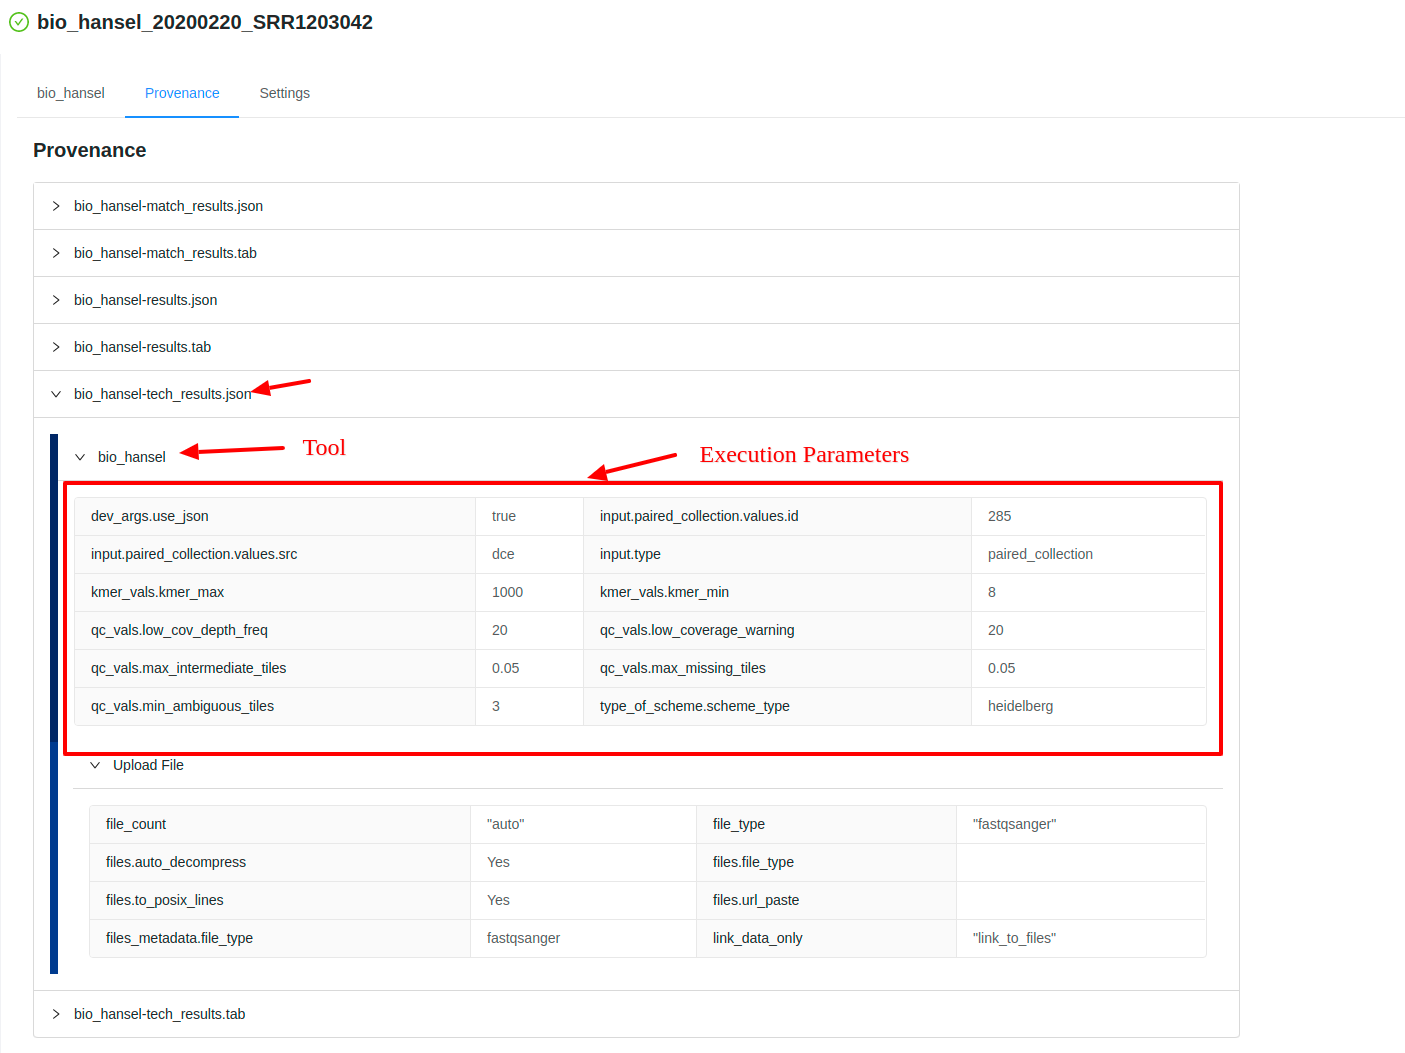 bio_hansel_20200220_SRR1203042
bio_hansel Provenance Settings
Provenance
bio_hansel-match_results.json
bio_hansel-match_results.tab
bio_hansel-results.json
bio_hansel-results.tab
bio_hansel-tech_results.json
bio_hansel Tool Execution Parameters
dev_args.use_json true input.paired_collection.values.id 285
input.paired_collection.values.src dce input.type paired_collection
kmer_vals.kmer_max 1000 kmer_vals.kmer_min 8
qc_vals.low_cov_depth_freq 20 qc_vals.low_coverage_warning 20
qc_vals.max_intermediate_tiles 0.05 qc_vals.max_missing_tiles 0.05
qc_vals.min_ambiguous_tiles 3 type_of_scheme.scheme_type heidelberg
Upload File
file_count "auto" file_type "fastqsanger"
files.auto_decompress Yes files.file_type
files.to_posix_lines Yes files.url_paste
files_metadata.file_type fastqsanger link_data_only "link_to_files"
bio_hansel-tech_results.tab